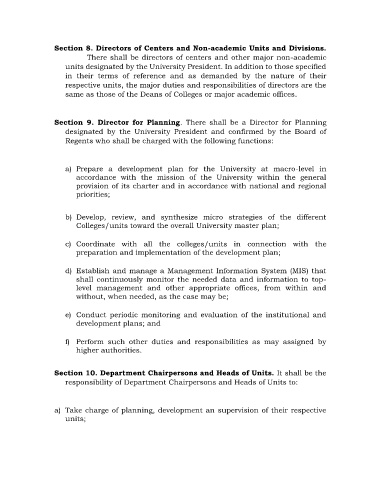 Section 8. Directors of Centers and Non-academic Units and Divisions.
There shall be directors of centers and other major non-academic
units designated by the University President. In addition to those specified
in their terms of reference and as demanded by the nature of their
respective units, the major duties and responsibilities of directors are the
same as those of the Deans of Colleges or major academic offices.
Section 9. Director for Planning. There shall be a Director for Planning
designated by the University President and confirmed by the Board of
Regents who shall be charged with the following functions:
a) Prepare a development plan for the University at macro-level in
accordance with the mission of the University within the general
provision of its charter and in accordance with national and regional
priorities;
b) Develop, review, and synthesize micro strategies of the different
Colleges/units toward the overall University master plan;
c) Coordinate with all the colleges/units in connection with the
preparation and implementation of the development plan;
d) Establish and manage a Management Information System (MIS) that
shall continuously monitor the needed data and information to top-
level management and other appropriate offices, from within and
without, when needed, as the case may be;
e) Conduct periodic monitoring and evaluation of the institutional and
development plans; and
f) Perform such other duties and responsibilities as may assigned by
higher authorities.
Section 10. Department Chairpersons and Heads of Units. It shall be the
responsibility of Department Chairpersons and Heads of Units to:
a) Take charge of planning, development an supervision of their respective
units;